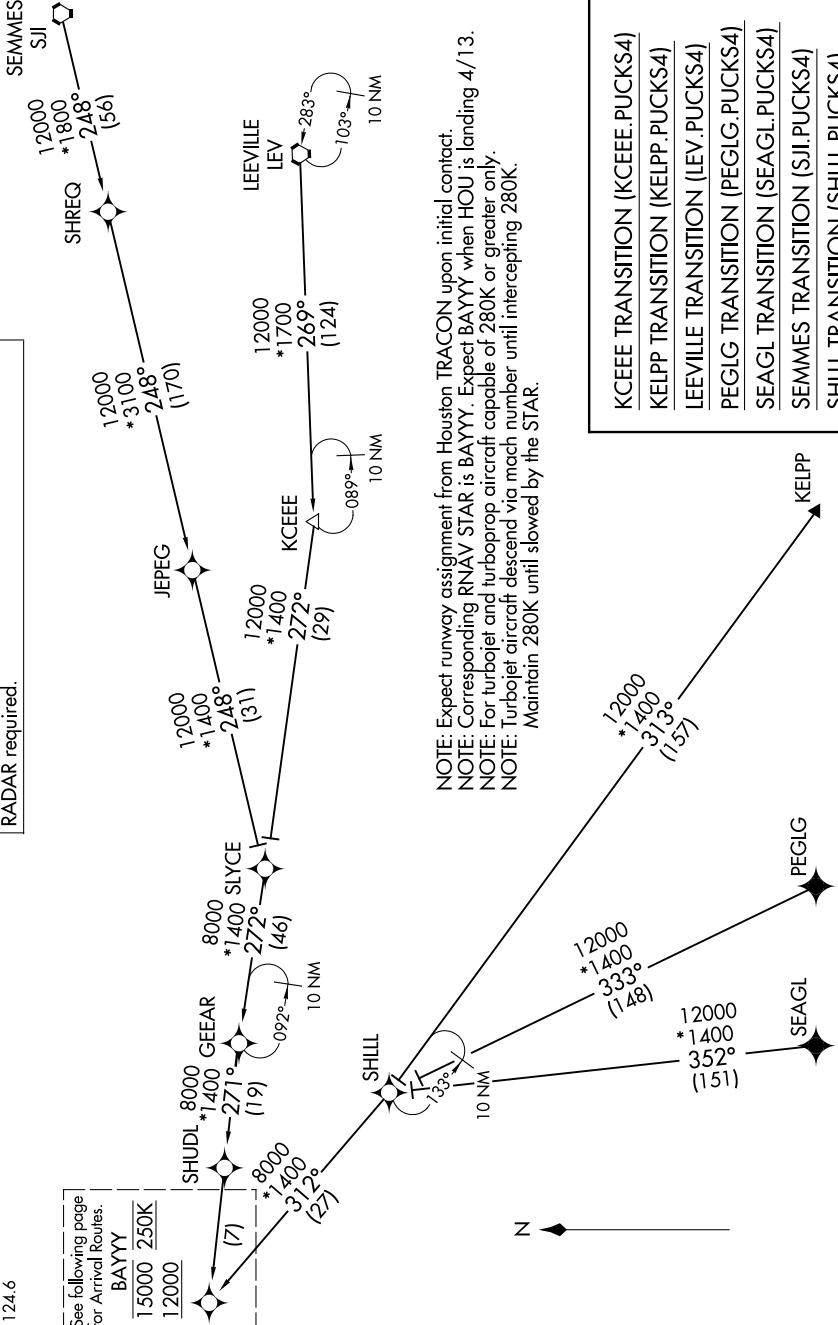 124.6
RADAR required.
See following page
for Arrival Routes.
BAYYY
15000 250K
12000
(7)
SHUDL
8000
*1400
271°
(19)
GEEAR
092°
10 NM
8000
*1400
272°
(46)
SLYCE
12000
*1400
248°
(31)
JEPEG
12000
*3100
248°
(170)
SHREQ
12000
*1800
248°
(56)
SEMMES
SJI
12000
*1400
272°
(29)
KCEEE
089°
10 NM
12000
*1700
269°
(124)
LEEVILLE
LEV
283°
103°
10 NM
8000
*1400
312°
(27)
SHLLL
133°
10 NM
12000
*1400
313°
(157)
KELPP
12000
*1400
333°
(148)
PEGLG
12000
*1400
352°
(151)
SEAGL
N
NOTE: Expect runway assignment from Houston TRACON upon initial contact.
NOTE: Corresponding RNAV STAR is BAYYY. Expect BAYYY when HOU is landing 4/13.
NOTE: For turbojet and turboprop aircraft capable of 280K or greater only.
NOTE: Turbojet aircraft descend via mach number until intercepting 280K.
Maintain 280K until slowed by the STAR.
KCEEE TRANSITION (KCEEE.PUCKS4)
KELPP TRANSITION (KELPP.PUCKS4)
LEEVILLE TRANSITION (LEV.PUCKS4)
PEGLG TRANSITION (PEGLG.PUCKS4)
SEAGL TRANSITION (SEAGL.PUCKS4)
SEMMES TRANSITION (SJI.PUCKS4)
SHLLL TRANSITION (SHLLL.PUCKS4)